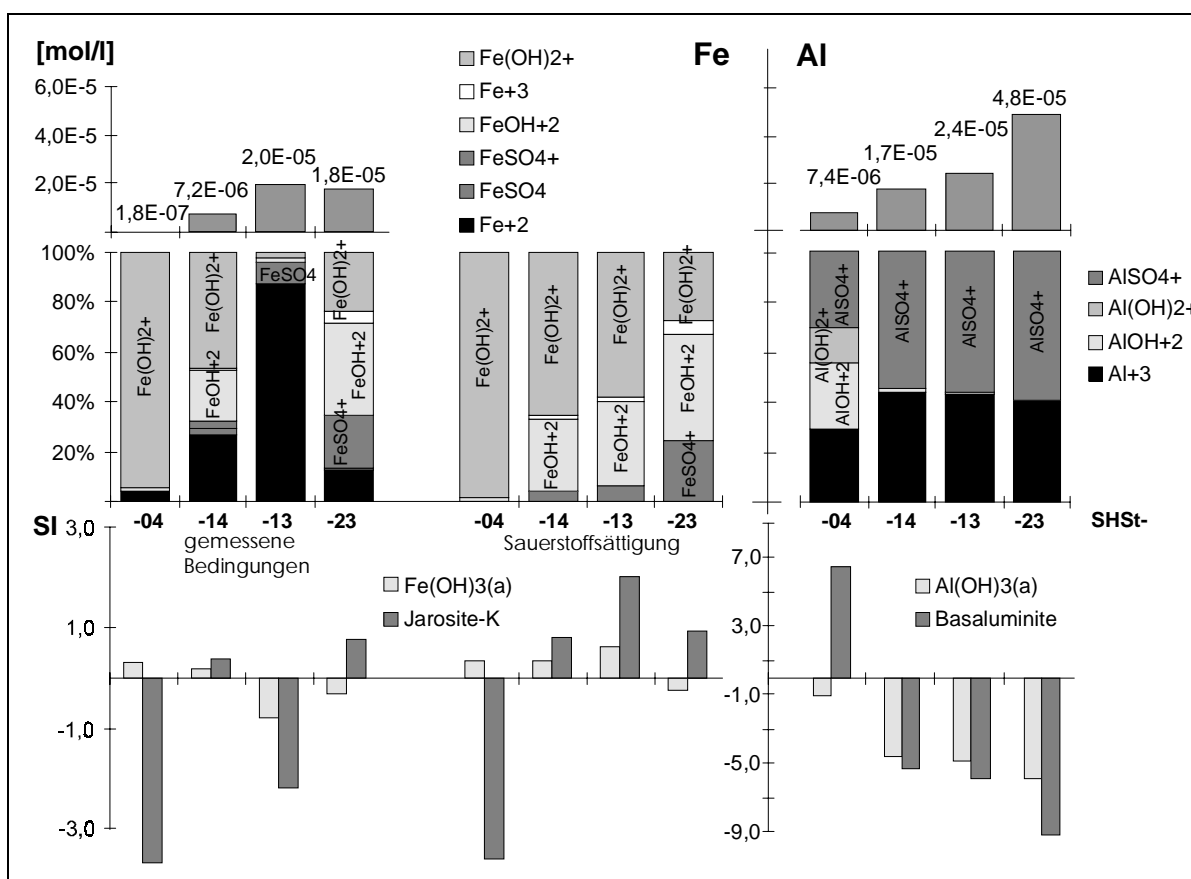 [mol/l]
Fe
Al
6,0E-5
4,0E-5
2,0E-5
1,8E-07
7,2E-06
2,0E-05
1,8E-05
Fe(OH)2+
Fe+3
FeOH+2
FeSO4+
FeSO4
Fe+2
7,4E-06
1,7E-05
2,4E-05
4,8E-05
100%
80%
60%
40%
20%
Fe(OH)2+
Fe(OH)2+
FeOH+2
FeSO4
Fe(OH)2+
FeOH+2
FeSO4+
Fe(OH)2+
Fe(OH)2+
FeOH+2
Fe(OH)2+
FeOH+2
Fe(OH)2+
FeOH+2
FeSO4+
AlSO4+
Al(OH)2+
AlOH+2
AlSO4+
AlSO4+
AlSO4+
AlSO4+
Al(OH)2+
AlOH+2
Al+3
-04 -14 -13 -23
gemessene
Bedingungen
-04 -14 -13 -23
Sauerstoffsättigung
-04 -14 -13 -23
SHSt-
SI
3,0
1,0
-1,0
-3,0
Fe(OH)3(a)
Jarosite-K
7,0
3,0
-1,0
-5,0
-9,0
Al(OH)3(a)
Basaluminite